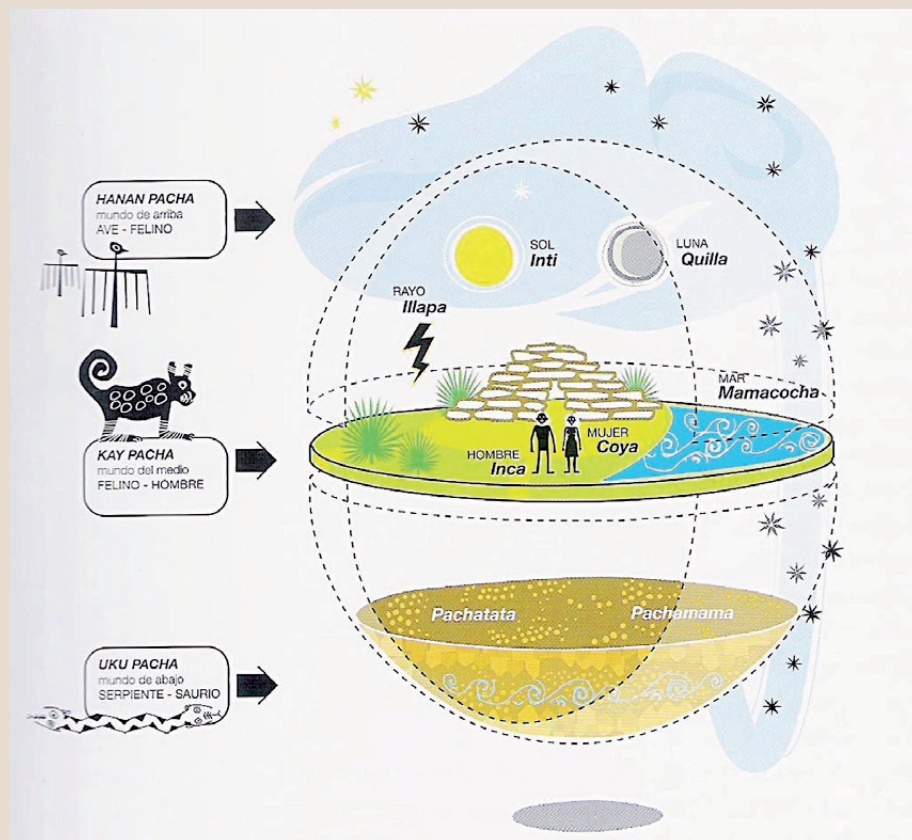 HANAN PACHA
mundo de arriba
AVE - FELINO
SOL
Inti
LUNA
Quilla
RAYO
Illapa
MAR
Mamacocha
KAY PACHA
mundo del medio
FELINO - HOMBRE
HOMBRE
Inca
MUJER
Coya
Pachatata
Pachamama
UKU PACHA
mundo de abajo
SERPIENTE - SAURIO